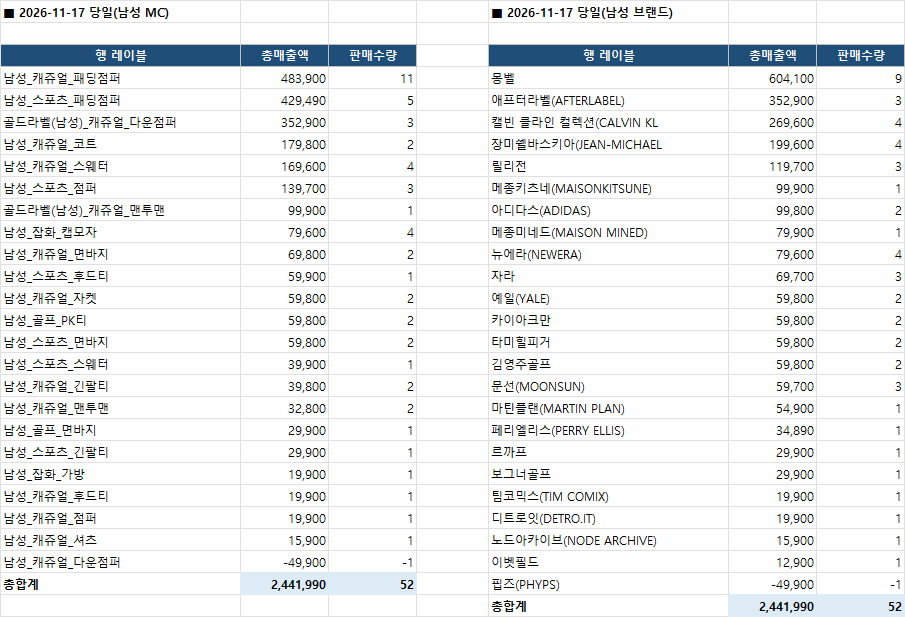 ■ 2026-11-17 당일(남성 MC)
행 레이블 총매출액 판매수량
남성_캐쥬얼_패딩점퍼 483,900 11
남성_스포츠_패딩점퍼 429,490 5
골드라벨(남성)_캐쥬얼_다운점퍼 352,900 3
남성_캐쥬얼_코트 179,800 2
남성_캐쥬얼_스웨터 169,600 4
남성_스포츠_점퍼 139,700 3
골드라벨(남성)_캐쥬얼_맨투맨 99,900 1
남성_잡화_캡모자 79,600 4
남성_캐쥬얼_면바지 69,800 2
남성_스포츠_후드티 59,900 1
남성_캐쥬얼_자켓 59,800 2
남성_골프_PK티 59,800 2
남성_스포츠_면바지 59,800 2
남성_스포츠_스웨터 39,900 1
남성_캐쥬얼_긴팔티 39,800 2
남성_캐쥬얼_맨투맨 32,800 2
남성_골프_면바지 29,900 1
남성_스포츠_긴팔티 29,900 1
남성_잡화_가방 19,900 1
남성_캐쥬얼_후드티 19,900 1
남성_캐쥬얼_점퍼 19,900 1
남성_캐쥬얼_셔츠 15,900 1
남성_캐쥬얼_다운점퍼 -49,900 -1
총합계 2,441,990 52
■ 2026-11-17 당일(남성 브랜드)
행 레이블 총매출액 판매수량
몽벨 604,100 9
애프터라벨(AFTERLABEL) 352,900 3
캘빈 클라인 컬렉션(CALVIN KL 269,600 4
장미쉘바스키아(JEAN-MICHAEL 199,600 4
릴리전 119,700 3
메종키츠네(MAISONKITSUNE) 99,900 1
아디다스(ADIDAS) 99,800 2
메종미네드(MAISON MINED) 79,900 1
뉴에라(NEWERA) 79,600 4
자라 69,700 3
예일(YALE) 59,800 2
카이아크만 59,800 2
타미힐피거 59,800 2
김영주골프 59,800 2
문선(MOONSUN) 59,700 3
마틴플랜(MARTIN PLAN) 54,900 1
페리엘리스(PERRY ELLIS) 34,890 1
르까프 29,900 1
보그너골프 29,900 1
팀코믹스(TIM COMIX) 19,900 1
디트로잇(DETRO.IT) 19,900 1
노드아카이브(NODE ARCHIVE) 15,900 1
이벳필드 12,900 1
핍즈(PHYPS) -49,900 -1
총합계 2,441,990 52